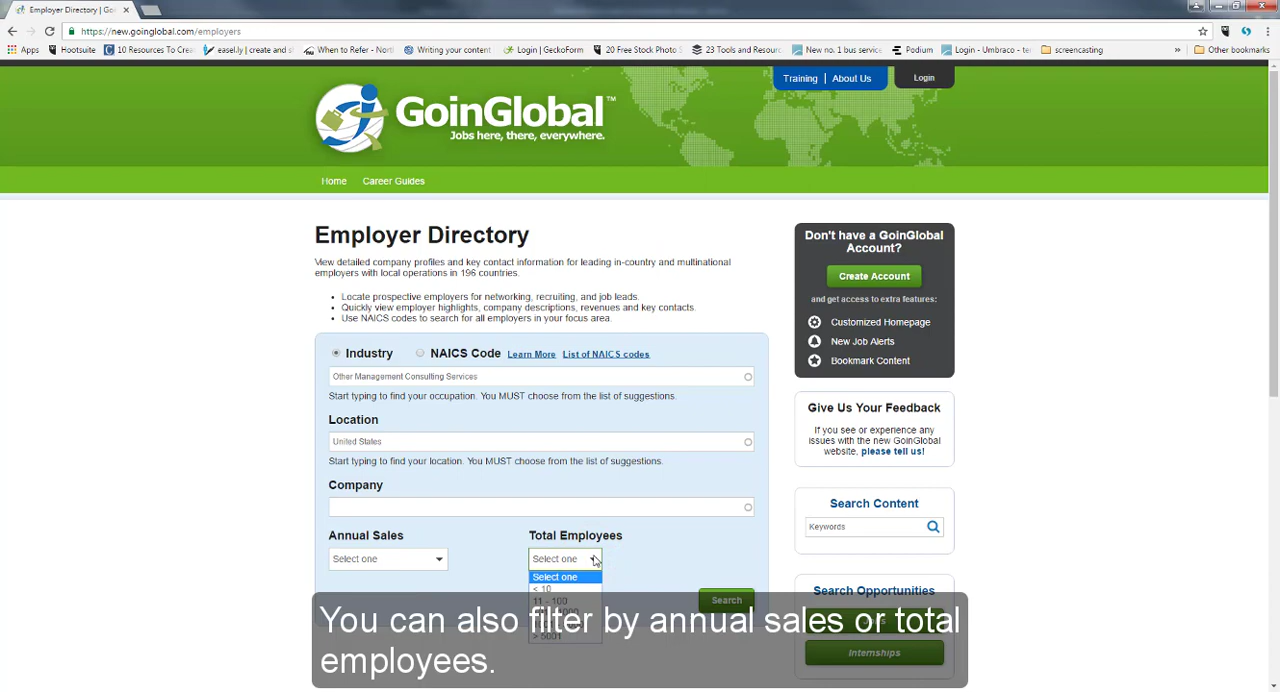 Employer Directory | Go
https://new.goinglobal.com/employers
Apps
Hootsuite
10 Resources To Cre
easel.ly | create and s
When to Refer - Nort
Writing your content
Login | GeckoForm
20 Free Stock Photo S
Tools and Resourc
New no. 1 bus service
Podium
Login - Umbraco - te
screencasting
»
Other bookmarks
Training | About Us
Login
GoinGlobal™
Jobs here, there, everywhere.
Home
Career Guides
Employer Directory
View detailed company profiles and key contact information for leading in-country and multinational
employers with local operations in 196 countries.
• Locate prospective employers for networking, recruiting, and job leads.
• Quickly view employer highlights, company descriptions, revenues and key contacts.
• Use NAICS codes to search for all employers in your focus area.
Industry
NAICS Code
Learn More
List of NAICS codes
Other Management Consulting Services
Start typing to find your occupation. You MUST choose from the list of suggestions.
Location
United States
Start typing to find your location. You MUST choose from the list of suggestions.
Company
Annual Sales
Total Employees
Select one
Select one
Select one
< 10
11 - 100
> 5001
Search
Don't have a GoinGlobal
Account?
Create Account
and get access to extra features:
Customized Homepage
New Job Alerts
Bookmark Content
Give Us Your Feedback
If you see or experience any
issues with the new GoinGlobal
website, please tell us!
Search Content
Keywords
Search Opportunities
Internships
You can also filter by annual sales or total
employees.